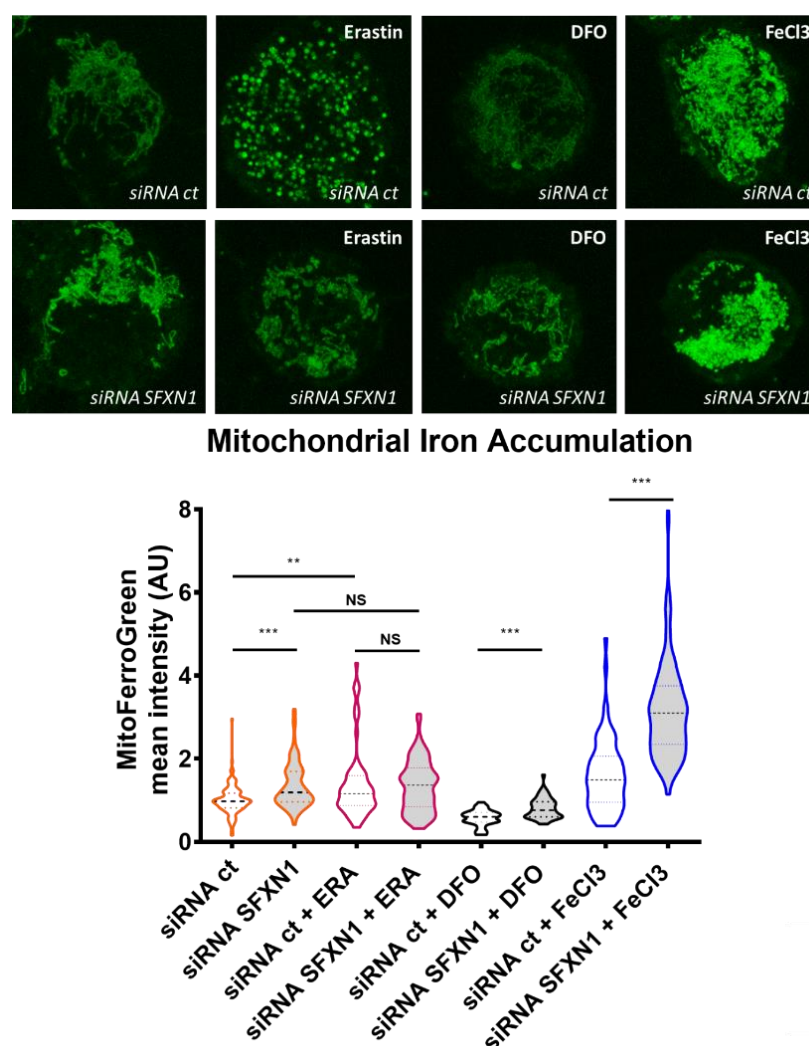 Erastin
DFO
FeCl3
siRNA ct
siRNA ct
siRNA ct
siRNA ct
Erastin
DFO
FeCl3
siRNA SFXN1
siRNA SFXN1
siRNA SFXN1
siRNA SFXN1
Mitochondrial Iron Accumulation
MitoFerroGreen
mean intensity (AU)
8
6
4
2
0
***
**
NS
***
NS
***
siRNA ct
siRNA SFXN1
siRNA ct + ERA
siRNA SFXN1 + ERA
siRNA ct + DFO
siRNA SFXN1 + DFO
siRNA ct + FeCl3
siRNA SFXN1 + FeCl3